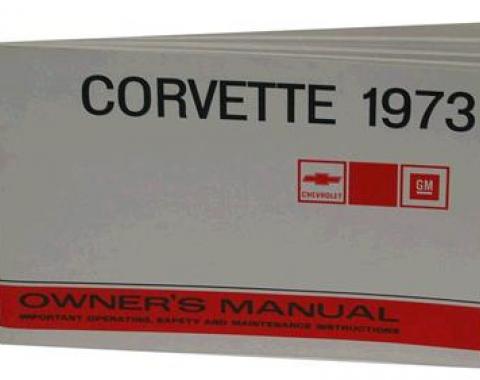 CORVETTE 1973
CHEVROLET
GM
OWNER'S MANUAL
IMPORTANT OPERATING, SAFETY AND MAINTENANCE INSTRUCTIONS